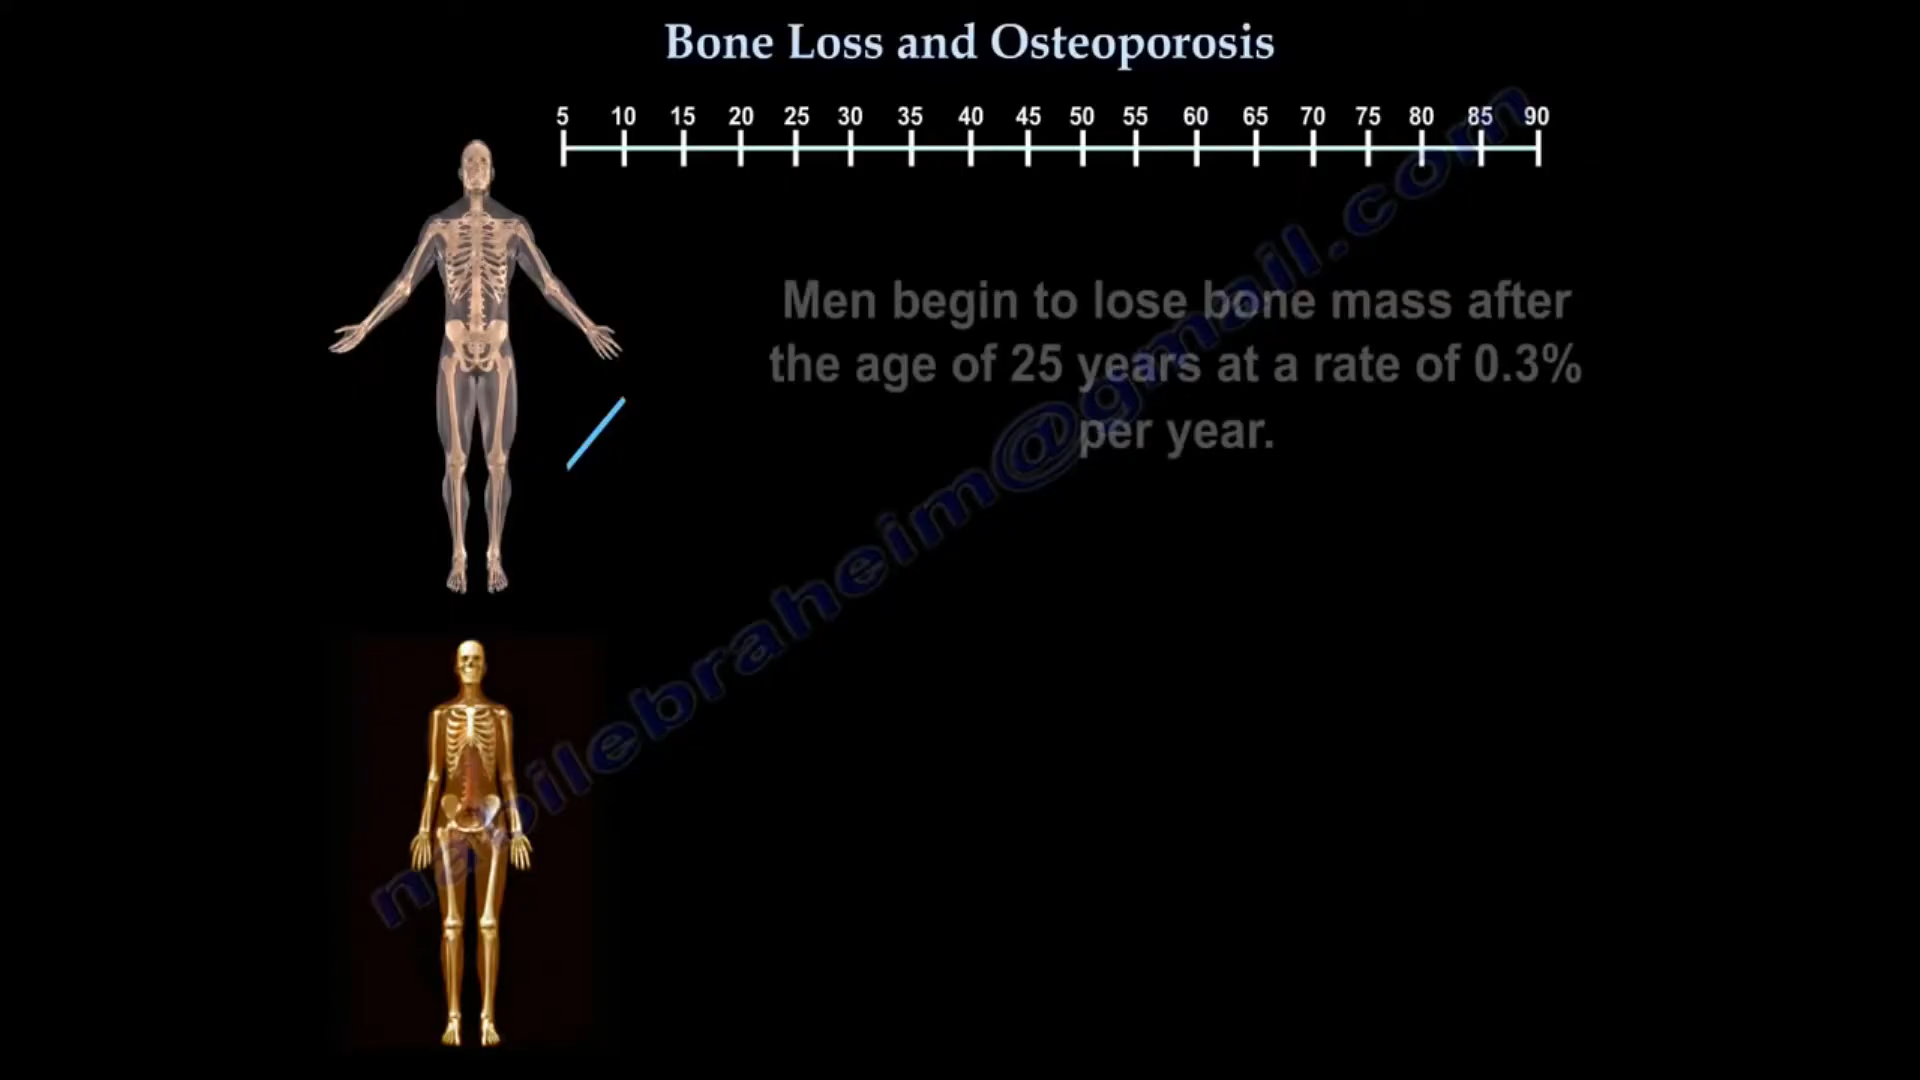 Bone Loss and Osteoporosis
5 10 15 20 25 30 35 40 45 50 55 60 65 70 75 80 85 90
Men begin to lose bone mass after
the age of 25 years at a rate of 0.3%
per year.
nabilebraheim@gmail.com